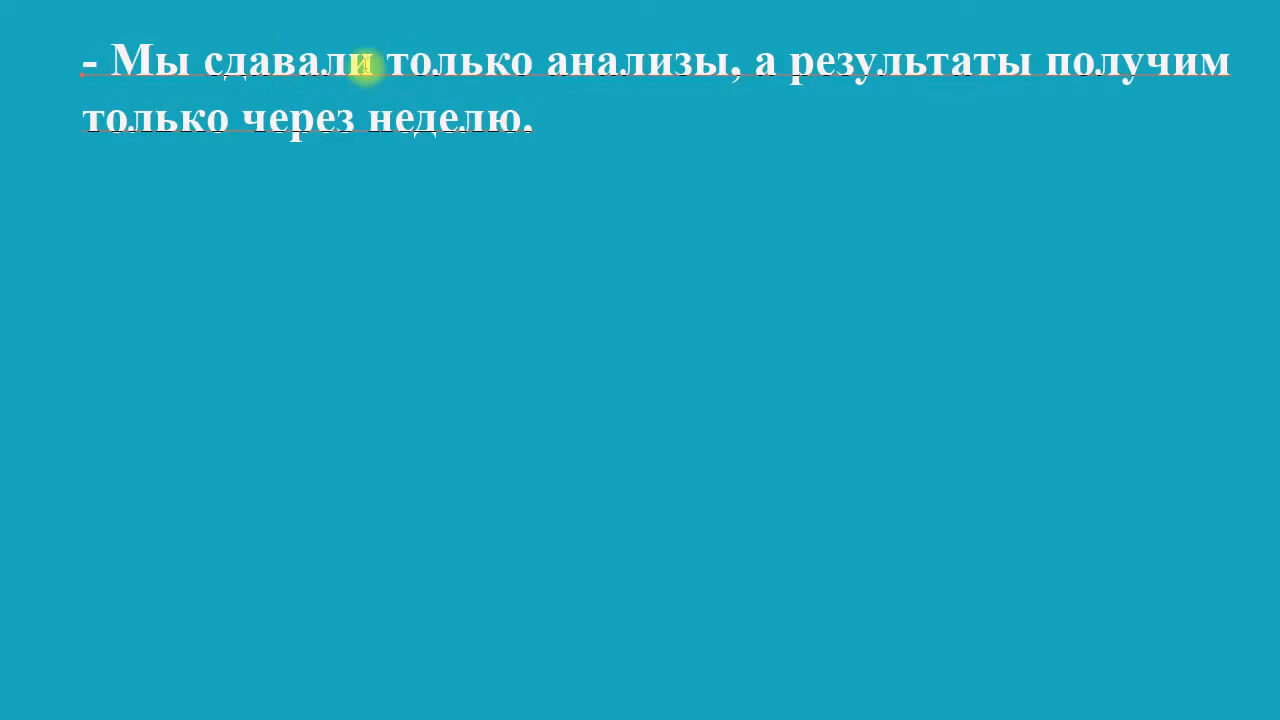 - Мы сдавали только анализы, а результаты получим
только через неделю.